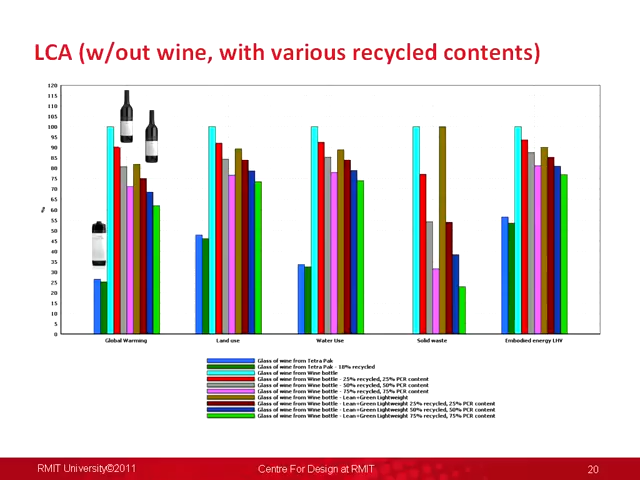 LCA (w/out wine, with various recycled contents)
120
115
110
105
100
95
90
85
80
75
70
65
60
55
50
45
40
35
30
25
20
15
10
5
0
%
Global Warming Land use Water Use Solid waste Embodied energy LHV
Glass of wine from Tetra Pak
Glass of wine from Tetra Pak - 18% recycled
Glass of wine from Wine bottle
Glass of wine from Wine bottle - 25% recycled, 25% PCR content
Glass of wine from Wine bottle - 50% recycled, 50% PCR content
Glass of wine from Wine bottle - 75% recycled, 75% PCR content
Glass of wine from Wine bottle - Lean+Green Lightweight
Glass of wine from Wine bottle - Lean+Green Lightweight 25% recycled, 25% PCR content
Glass of wine from Wine bottle - Lean+Green Lightweight 50% recycled, 50% PCR content
Glass of wine from Wine bottle - Lean+Green Lightweight 75% recycled, 75% PCR content
RMIT University©2011 Centre For Design at RMIT 20